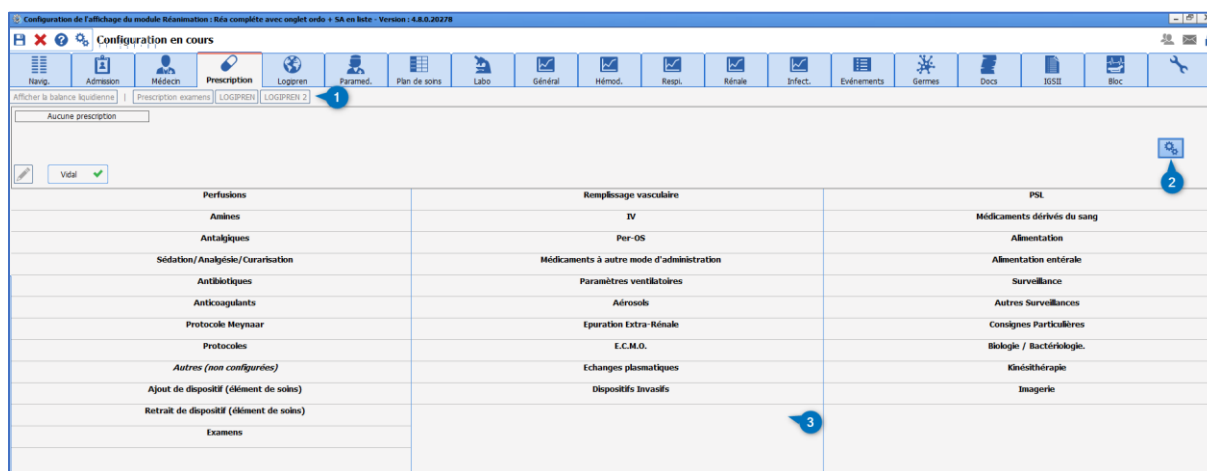 Configuration de l'affichage du module Réanimation : Réa complète avec onglet ordo + SA en liste - Version : 4.8.0.20278
Configuration en cours
Navig. Admission Médecin Prescription Logipren Paramed. Plan de soins Labo Général Hémod. Respi. Rénale Infect. Evénements Germes Docs IGSII Bloc
Afficher la balance liquidienne | Prescription examens LOGIPREN LOGIPREN 2 1
Aucune prescription
Vidal 2
Perfusions Remplissage vasculaire PSL
Amines IV Médicaments dérivés du sang
Antalgiques Per-OS Alimentation
Sédation/Analgésie/Curarisation Médicaments à autre mode d'administration Alimentation entérale
Antibiotiques Paramètres ventilatoires Surveillance
Anticoagulants Aérosols Autres Surveillances
Protocole Meynaar Epuration Extra-Rénale Consignes Particulières
Protocoles E.C.M.O. Biologie / Bactériologie.
Autres (non configurées) Echanges plasmatiques Kinésithérapie
Ajout de dispositif (élément de soins) Dispositifs Invasifs Imagerie
Retrait de dispositif (élément de soins) 3
Examens